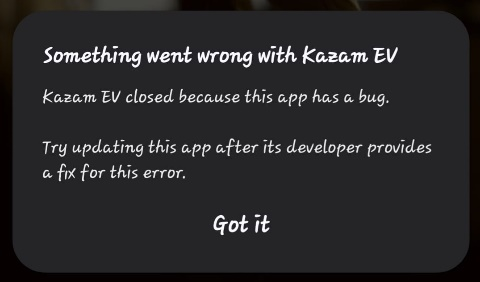 Something went wrong with Kazam EV
Kazam EV closed because this app has a bug.
Try updating this app after its developer provides
a fix for this error.
Got it